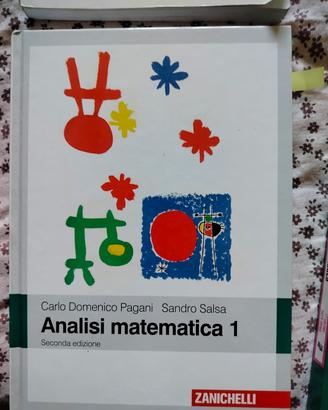 Carlo Domenico Pagani Sandro Salsa
Analisi matematica 1
Seconda edizione
ZANICHELLI